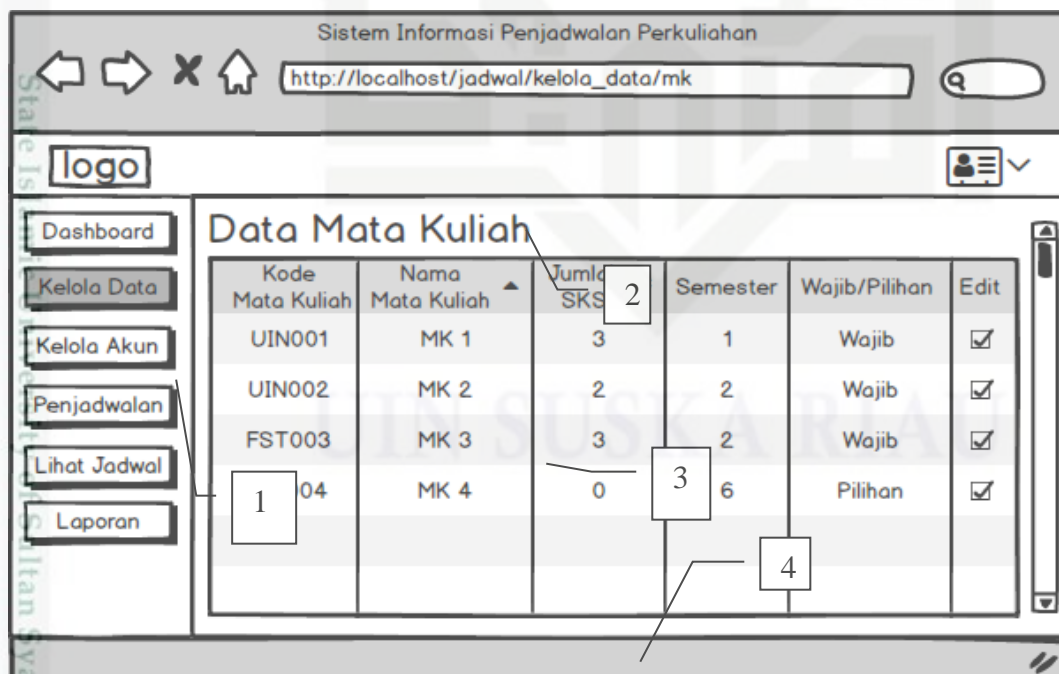 Sistem Informasi Penjadwalan Perkuliahan
http://localhost/jadwal/kelola_data/mk
logo
Dashboard
Kelola Data
Kelola Akun
Penjadwalan
Lihat Jadwal
Laporan
Data Mata Kuliah
Kode Mata Kuliah
Nama Mata Kuliah
SKS
Semester
Wajib/Pilihan
Edit
UIN001 MK 1 3 1 Wajib
UIN002 MK 2 2 2 Wajib
FST003 MK 3 3 2 Wajib
04 MK 4 0 6 Pilihan
1
2
3
4
UIN SUSKA RIAU